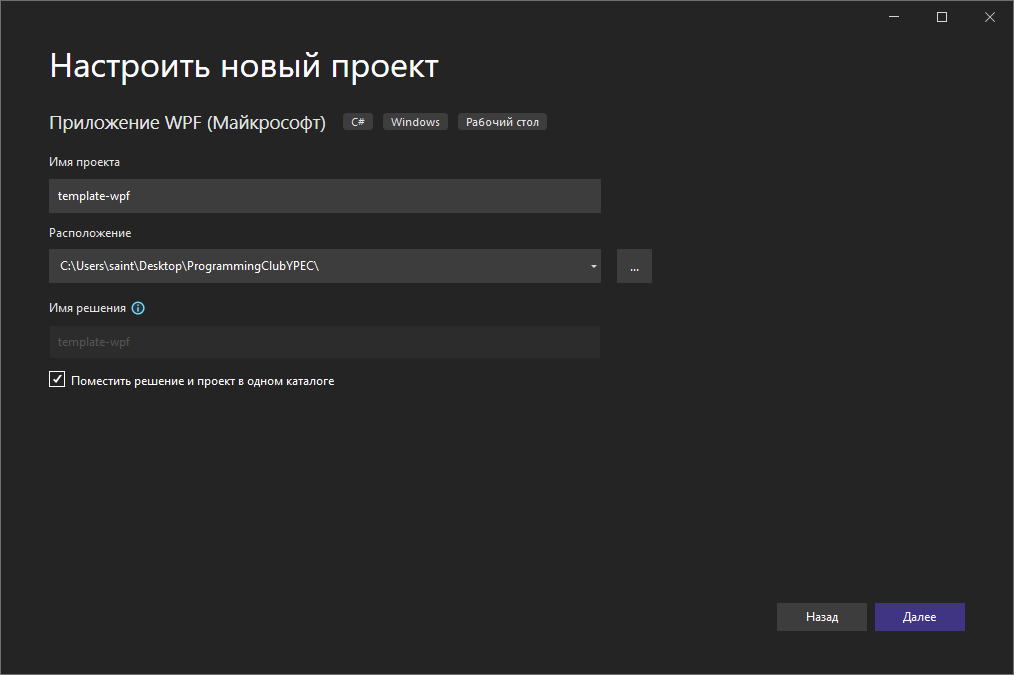 Настроить новый проект
Приложение WPF (Майкрософт) C# Windows Рабочий стол
Имя проекта
template-wpf
Расположение
C:\Users\saint\Desktop\ProgrammingClubYPEC\ ...
Имя решения
template-wpf
Поместить решение и проект в одном каталоге
Назад Далее